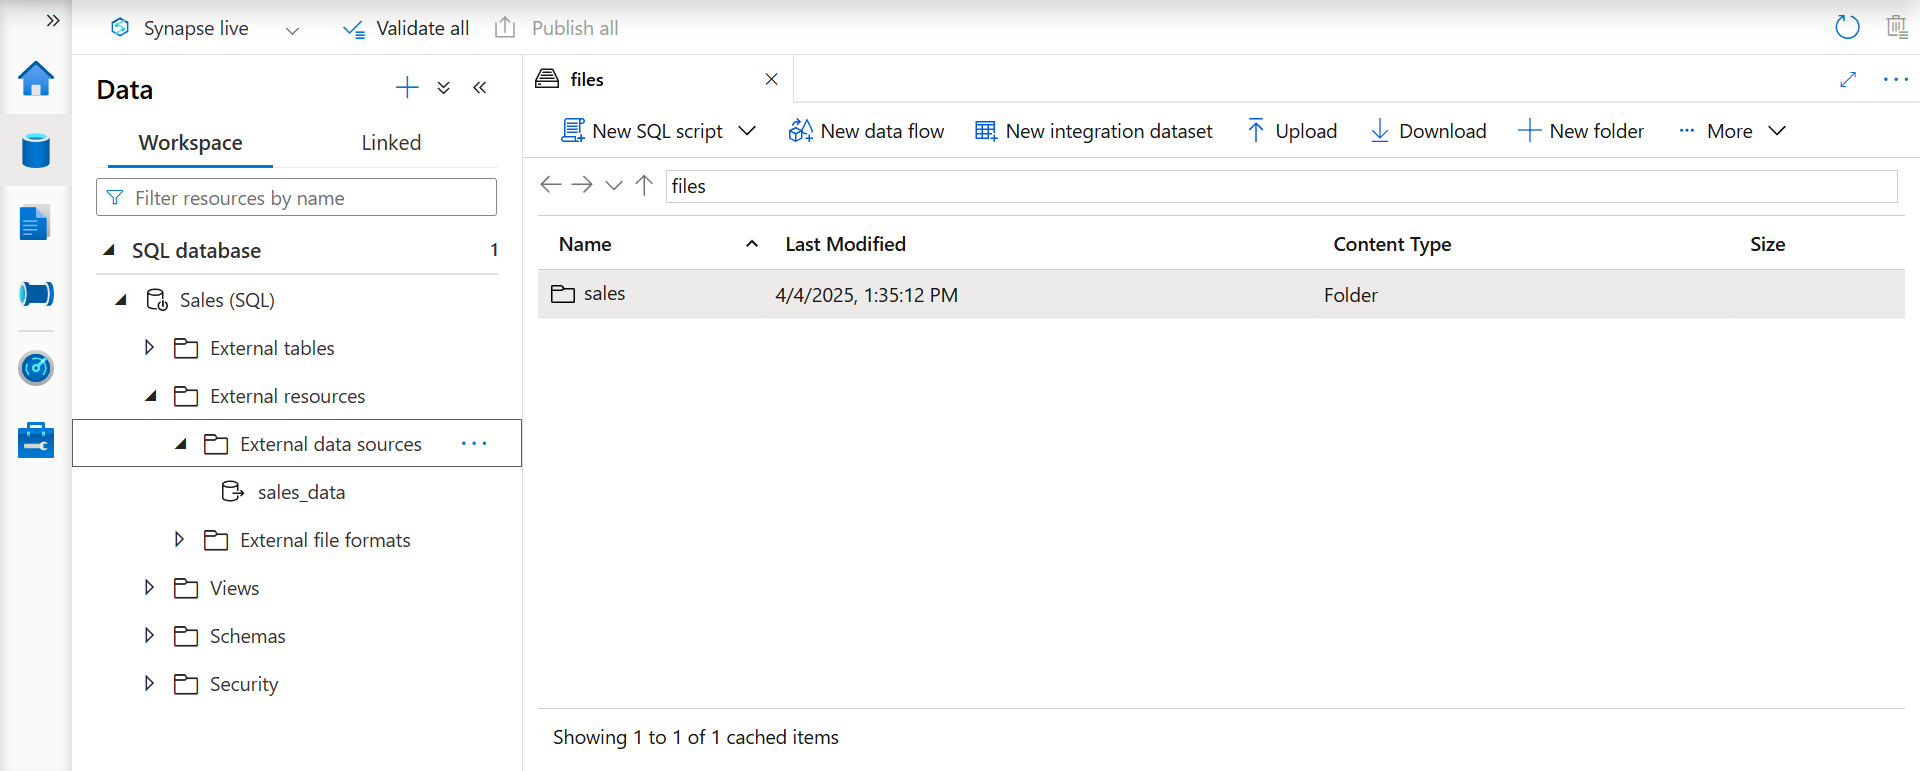 Synapse live
Validate all
Publish all
Data
Workspace
Linked
Filter resources by name
SQL database 1
Sales (SQL)
External tables
External resources
External data sources
sales_data
External file formats
Views
Schemas
Security
files
New SQL script
New data flow
New integration dataset
Upload
Download
New folder
More
files
Name Last Modified Content Type Size
sales 4/4/2025, 1:35:12 PM Folder
Showing 1 to 1 of 1 cached items